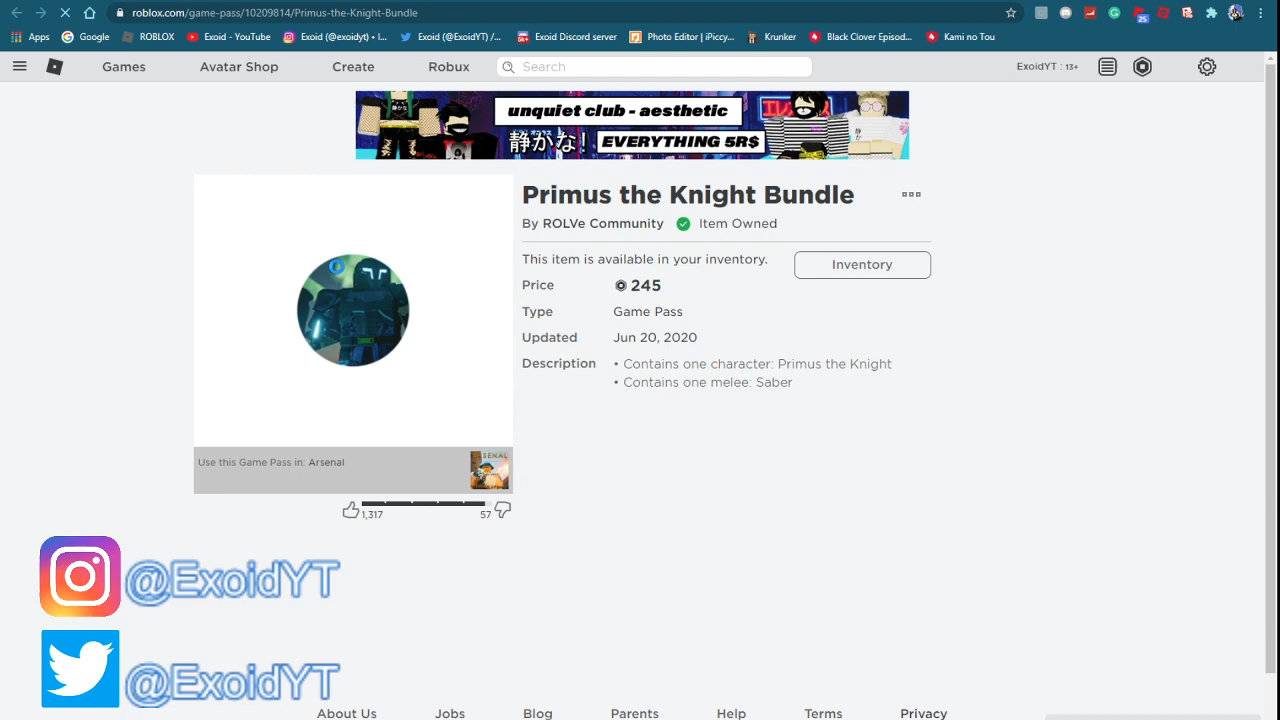 roblox.com/game-pass/10209814/Primus-the-Knight-Bundle
25
Apps Google ROBLOX Exoid - YouTube Exoid (@exoidyt) • I... Exoid (@ExoidYT) /... Exoid Discord server Photo Editor | iPiccy... Krunker Black Clover Episod... Kami no Tou
Games Avatar Shop Create Robux Search ExoidYT : 13+
unquiet club - aesthetic
静かな! EVERYTHING 5R$
Primus the Knight Bundle
By ROLVe Community Item Owned
This item is available in your inventory.
Inventory
Price 245
Type Game Pass
Updated Jun 20, 2020
Description • Contains one character: Primus the Knight
• Contains one melee: Saber
Use this Game Pass in: Arsenal
1,317 57
@ExoidYT
@ExoidYT
About Us Jobs Blog Parents Help Terms Privacy